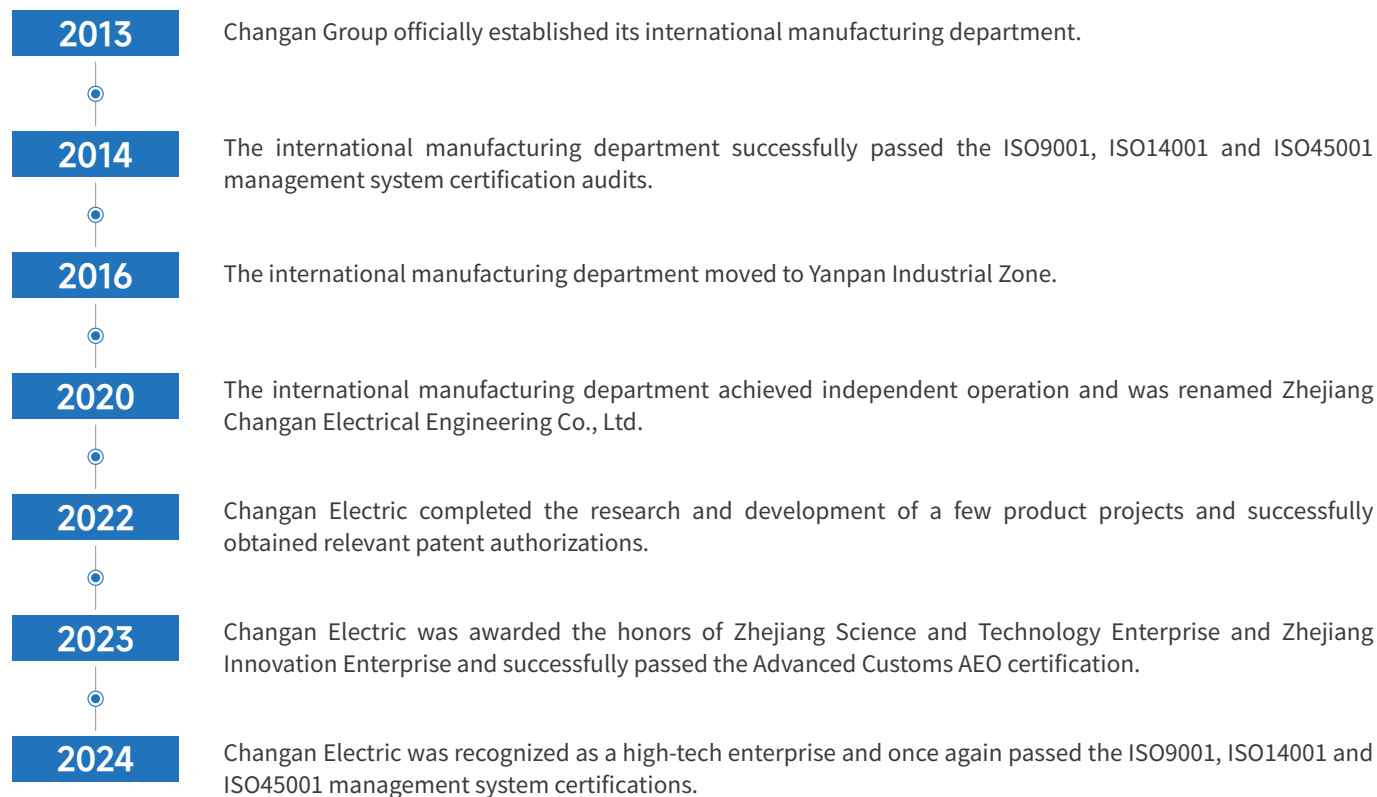 2013
Changan Group officially established its international manufacturing department.
2014
The international manufacturing department successfully passed the ISO9001, ISO14001 and ISO45001
management system certification audits.
2016
The international manufacturing department moved to Yanpan Industrial Zone.
2020
The international manufacturing department achieved independent operation and was renamed Zhejiang
Changan Electrical Engineering Co., Ltd.
2022
Changan Electric completed the research and development of a few product projects and successfully
obtained relevant patent authorizations.
2023
Changan Electric was awarded the honors of Zhejiang Science and Technology Enterprise and Zhejiang
Innovation Enterprise and successfully passed the Advanced Customs AEO certification.
2024
Changan Electric was recognized as a high-tech enterprise and once again passed the ISO9001, ISO14001 and
ISO45001 management system certifications.